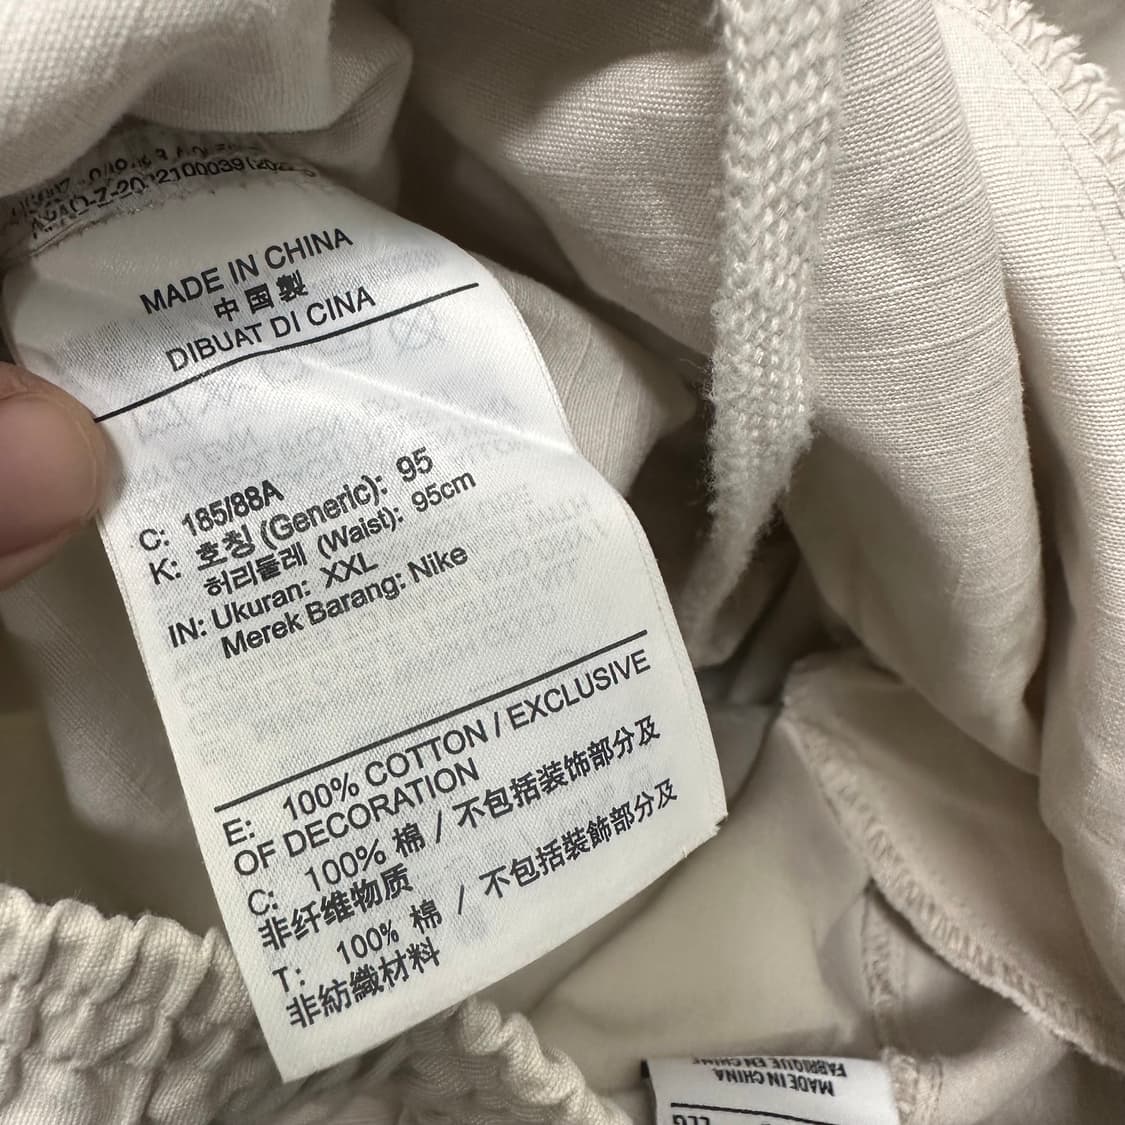 MADE IN CHINA
中国製
DIBUAT DI CINA
C: 185/88A
K: 호칭 (Generic): 95
허리둘레 (Waist): 95cm
IN: Ukuran: XXL
Merek Barang: Nike
E: 100% COTTON / EXCLUSIVE
OF DECORATION
C: 100% 棉 / 不包括装饰部分及
非纤维物质
T: 100% 棉 / 不包括裝飾部分及
非紡織材料
MADE IN CHINA
FABRIQUE EN CHINE